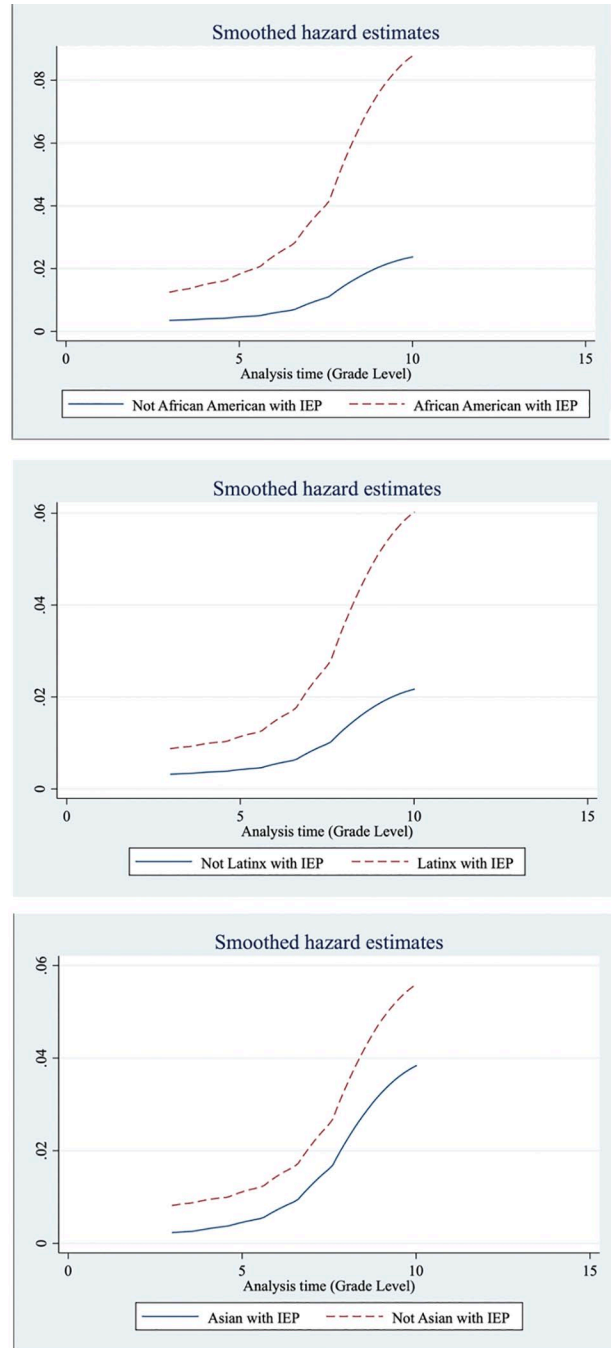 Smoothed hazard estimates
.08
.06
.04
.02
0
0 5 10 15
Analysis time (Grade Level)
Not African American with IEP African American with IEP
Smoothed hazard estimates
.06
.04
.02
0
0 5 10 15
Analysis time (Grade Level)
Not Latinx with IEP Latinx with IEP
Smoothed hazard estimates
.06
.04
.02
0
0 5 10 15
Analysis time (Grade Level)
Asian with IEP Not Asian with IEP